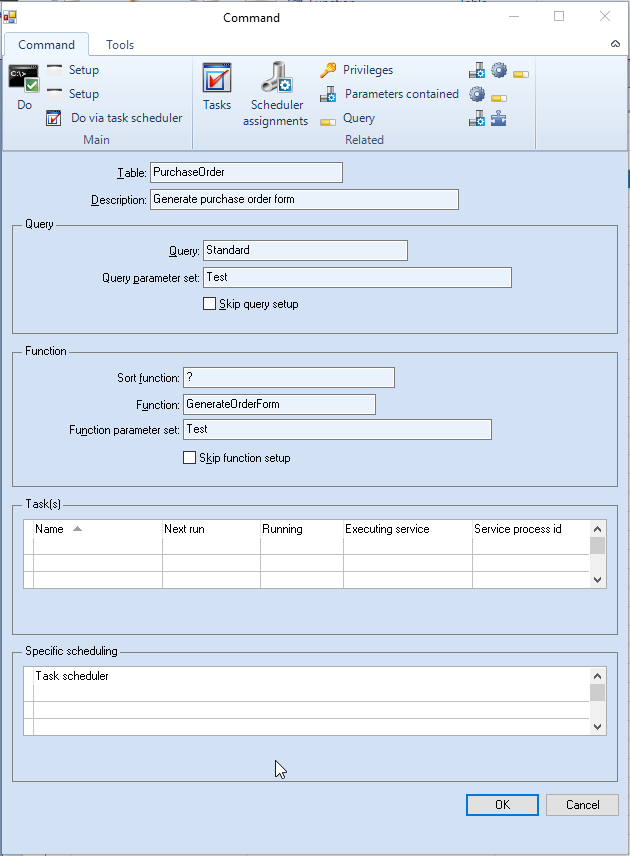 Command
Command Tools
C:\>
Do
Setup
Setup
Do via task scheduler
Main
Tasks
Scheduler
assignments
Privileges
Parameters contained
Query
Related
Table: PurchaseOrder
Description: Generate purchase order form
Query
Query: Standard
Query parameter set: Test
Skip query setup
Function
Sort function: ?
Function: GenerateOrderForm
Function parameter set: Test
Skip function setup
Task(s)
Name Next run Running Executing service Service process id
Specific scheduling
Task scheduler
OK Cancel